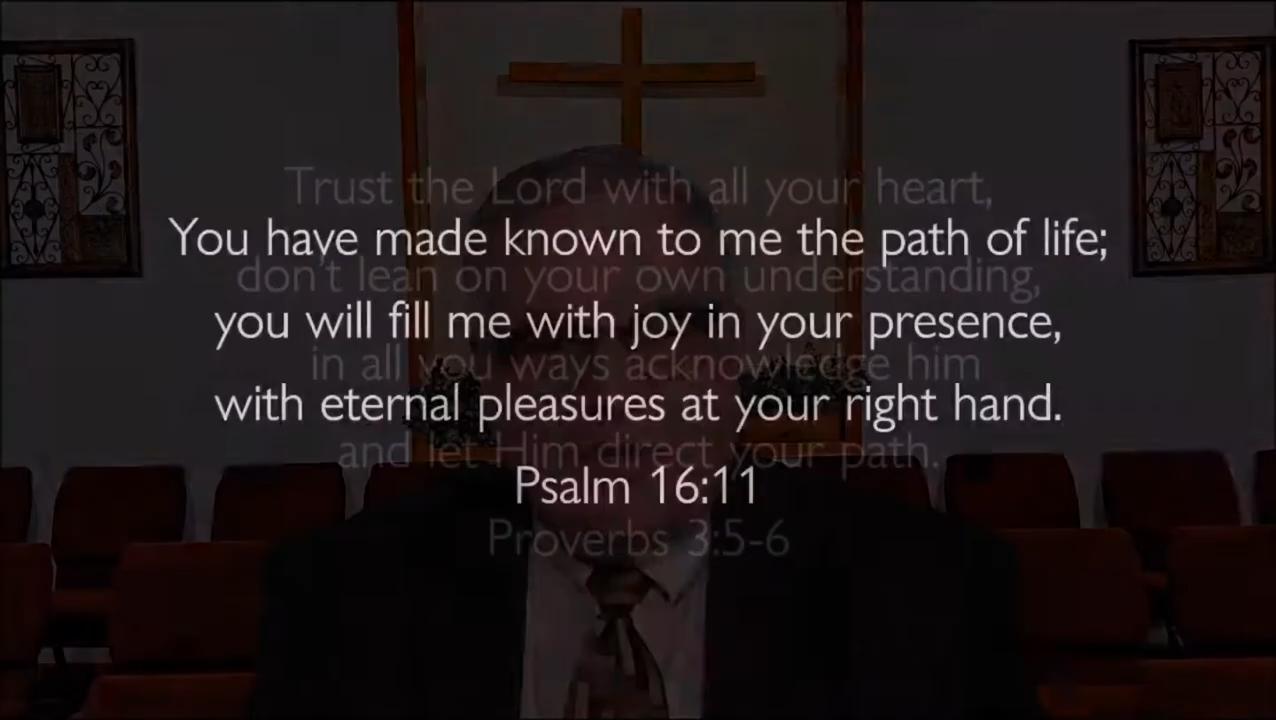 Trust the Lord with all your heart,
You have made known to me the path of life;
don't lean on your own understanding,
you will fill me with joy in your presence,
in all you ways acknowledge him
with eternal pleasures at your right hand.
and let Him direct your path.
Psalm 16:11
Proverbs 3:5-6